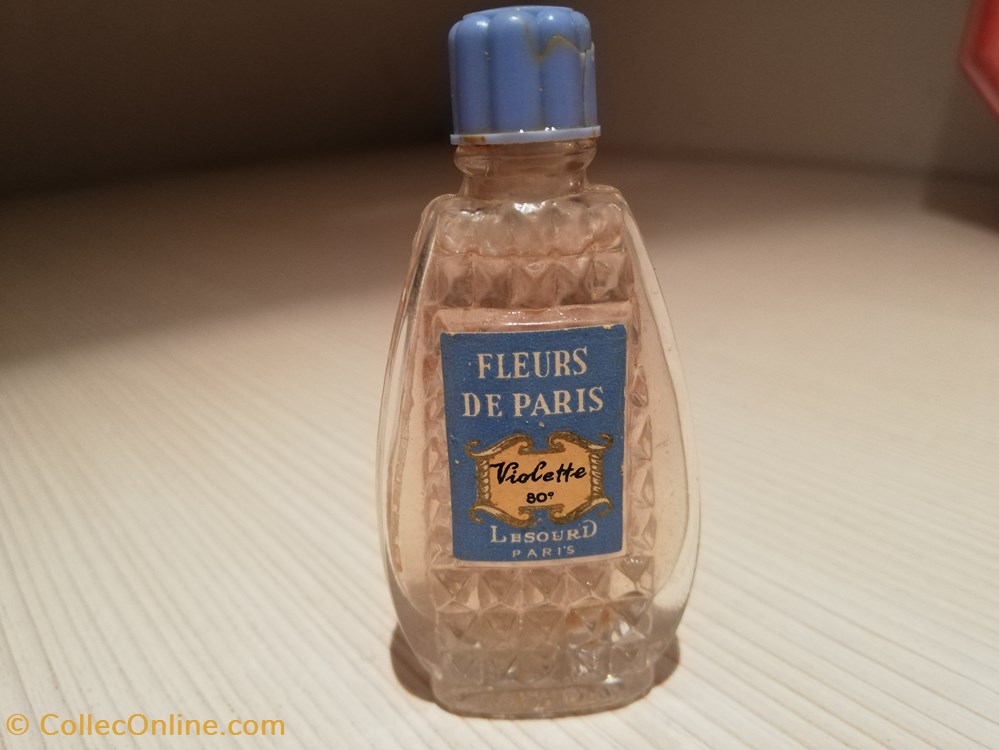 FLEURS
DE PARIS
Violette
80°
LESOURD
PARIS
© CollecOnline.com